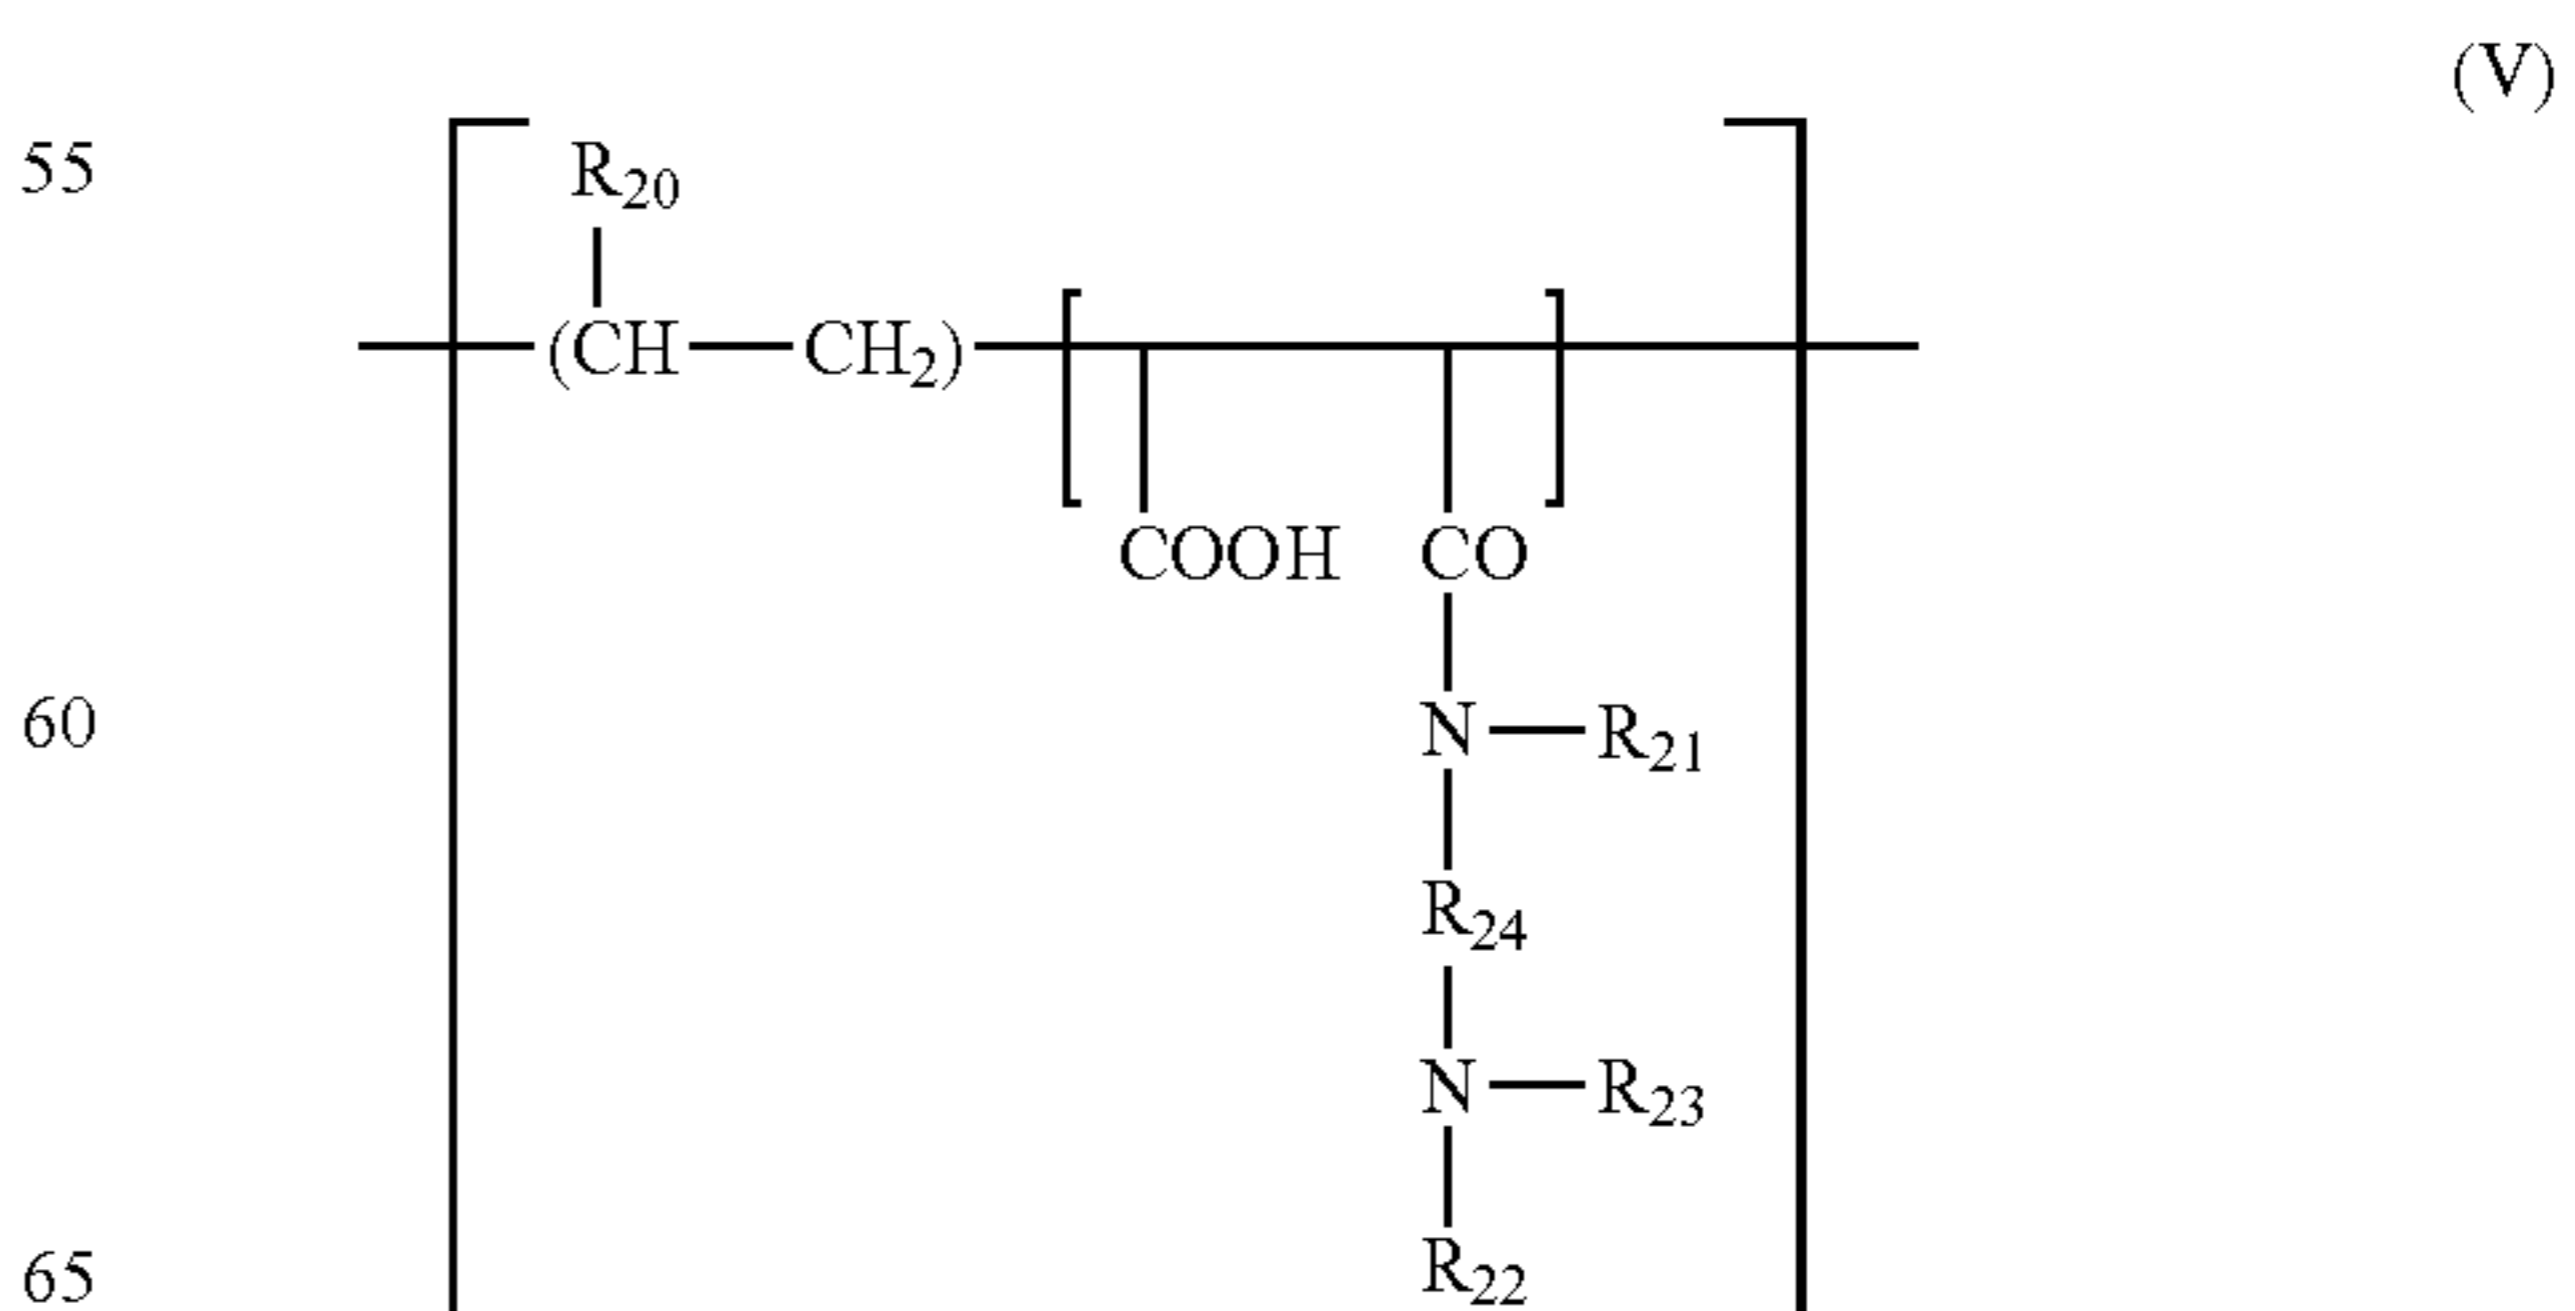 (V)
55
R20
(CH—CH2)
COOH CO
60
N—R21
R24
N—R23
65
R22